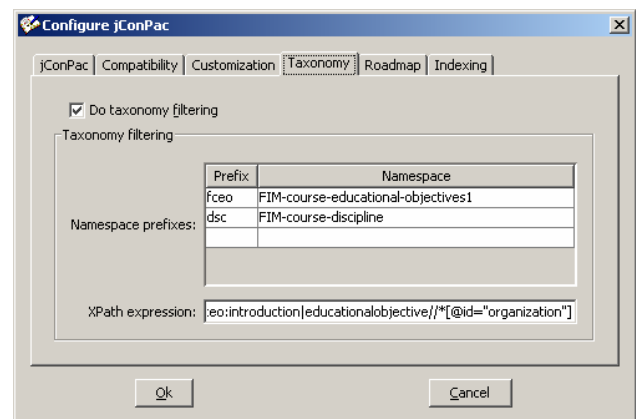 Configure jConPac
jConPac Compatibility Customization Taxonomy Roadmap Indexing
Do taxonomy filtering
Taxonomy filtering
Prefix Namespace
fceo FIM-course-educational-objectives1
dsc FIM-course-discipline
Namespace prefixes:
XPath expression: :eo:introduction|educationalobjective//*[@id="organization"]
Ok Cancel